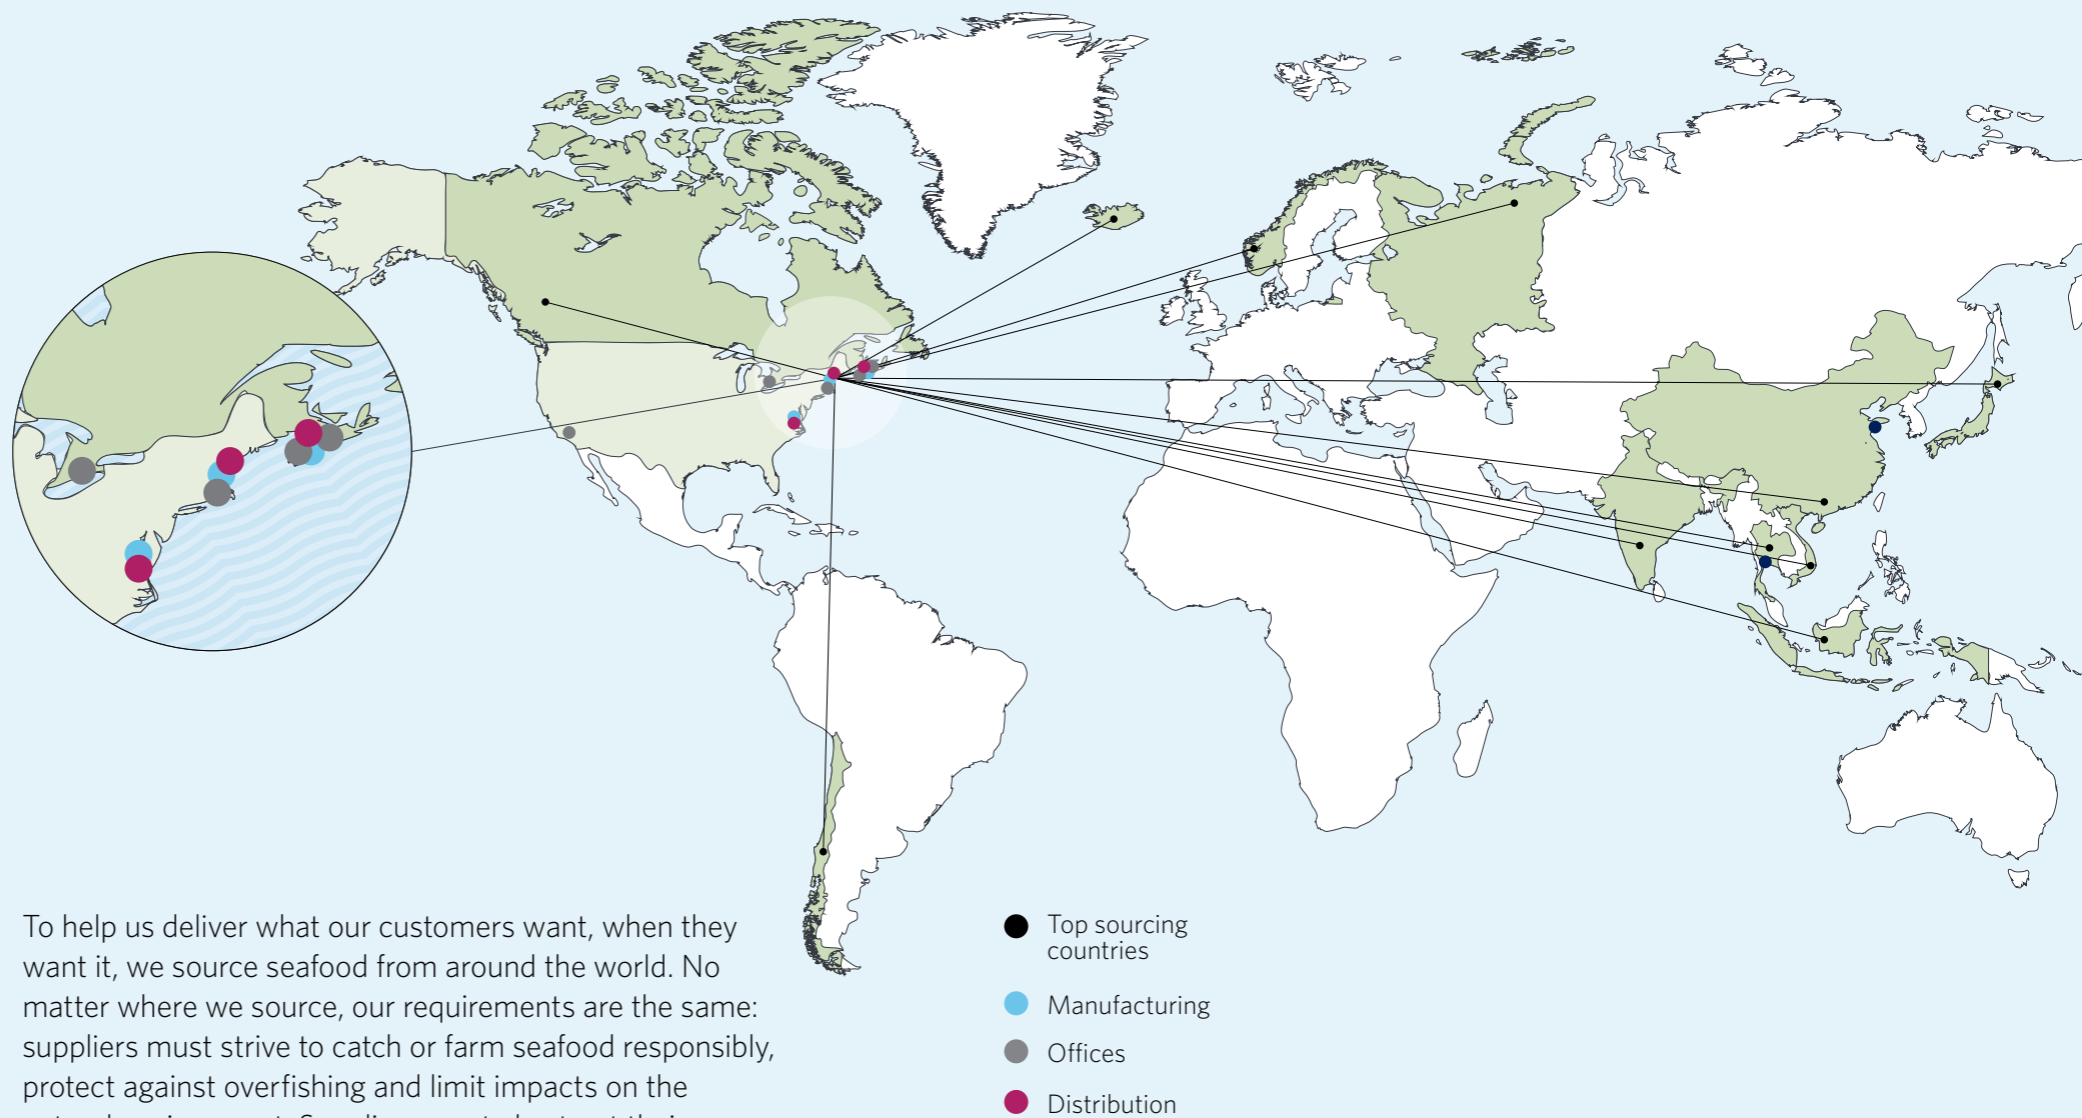 To help us deliver what our customers want, when they
want it, we source seafood from around the world. No
matter where we source, our requirements are the same:
suppliers must strive to catch or farm seafood responsibly,
protect against overfishing and limit impacts on the
Top sourcing
countries
Manufacturing
Offices
Distribution